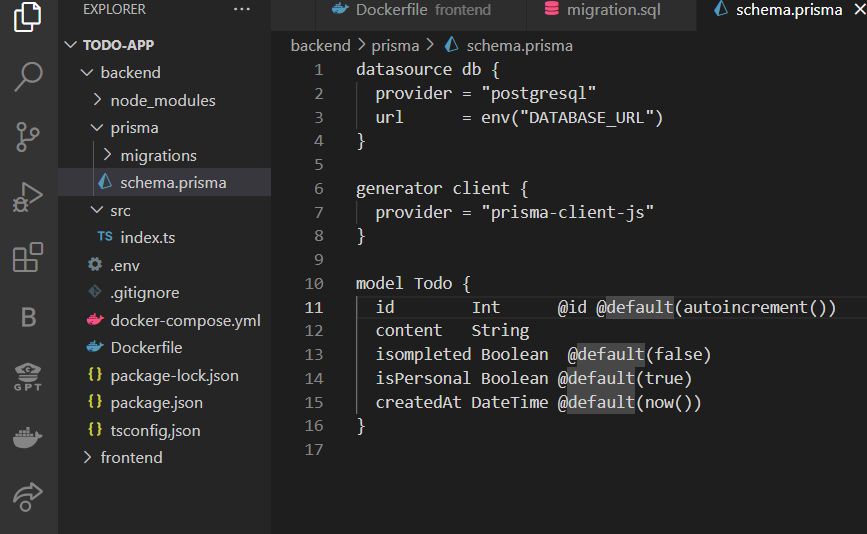 EXPLORER ...
Dockerfile frontend migration.sql schema.prisma
TODO-APP
backend
node_modules
prisma
migrations
schema.prisma
src
TS index.ts
.env
.gitignore
docker-compose.yml
Dockerfile
{} package-lock.json
{} package.json
{} tsconfig,json
frontend
B
GPT
backend > prisma > schema.prisma
1 datasource db {
2 provider = "postgresql"
3 url = env("DATABASE_URL")
4 }
5
6 generator client {
7 provider = "prisma-client-js"
8 }
9
10 model Todo {
11 id Int @id @default(autoincrement())
12 content String
13 isompleted Boolean @default(false)
14 isPersonal Boolean @default(true)
15 createdAt DateTime @default(now())
16 }
17